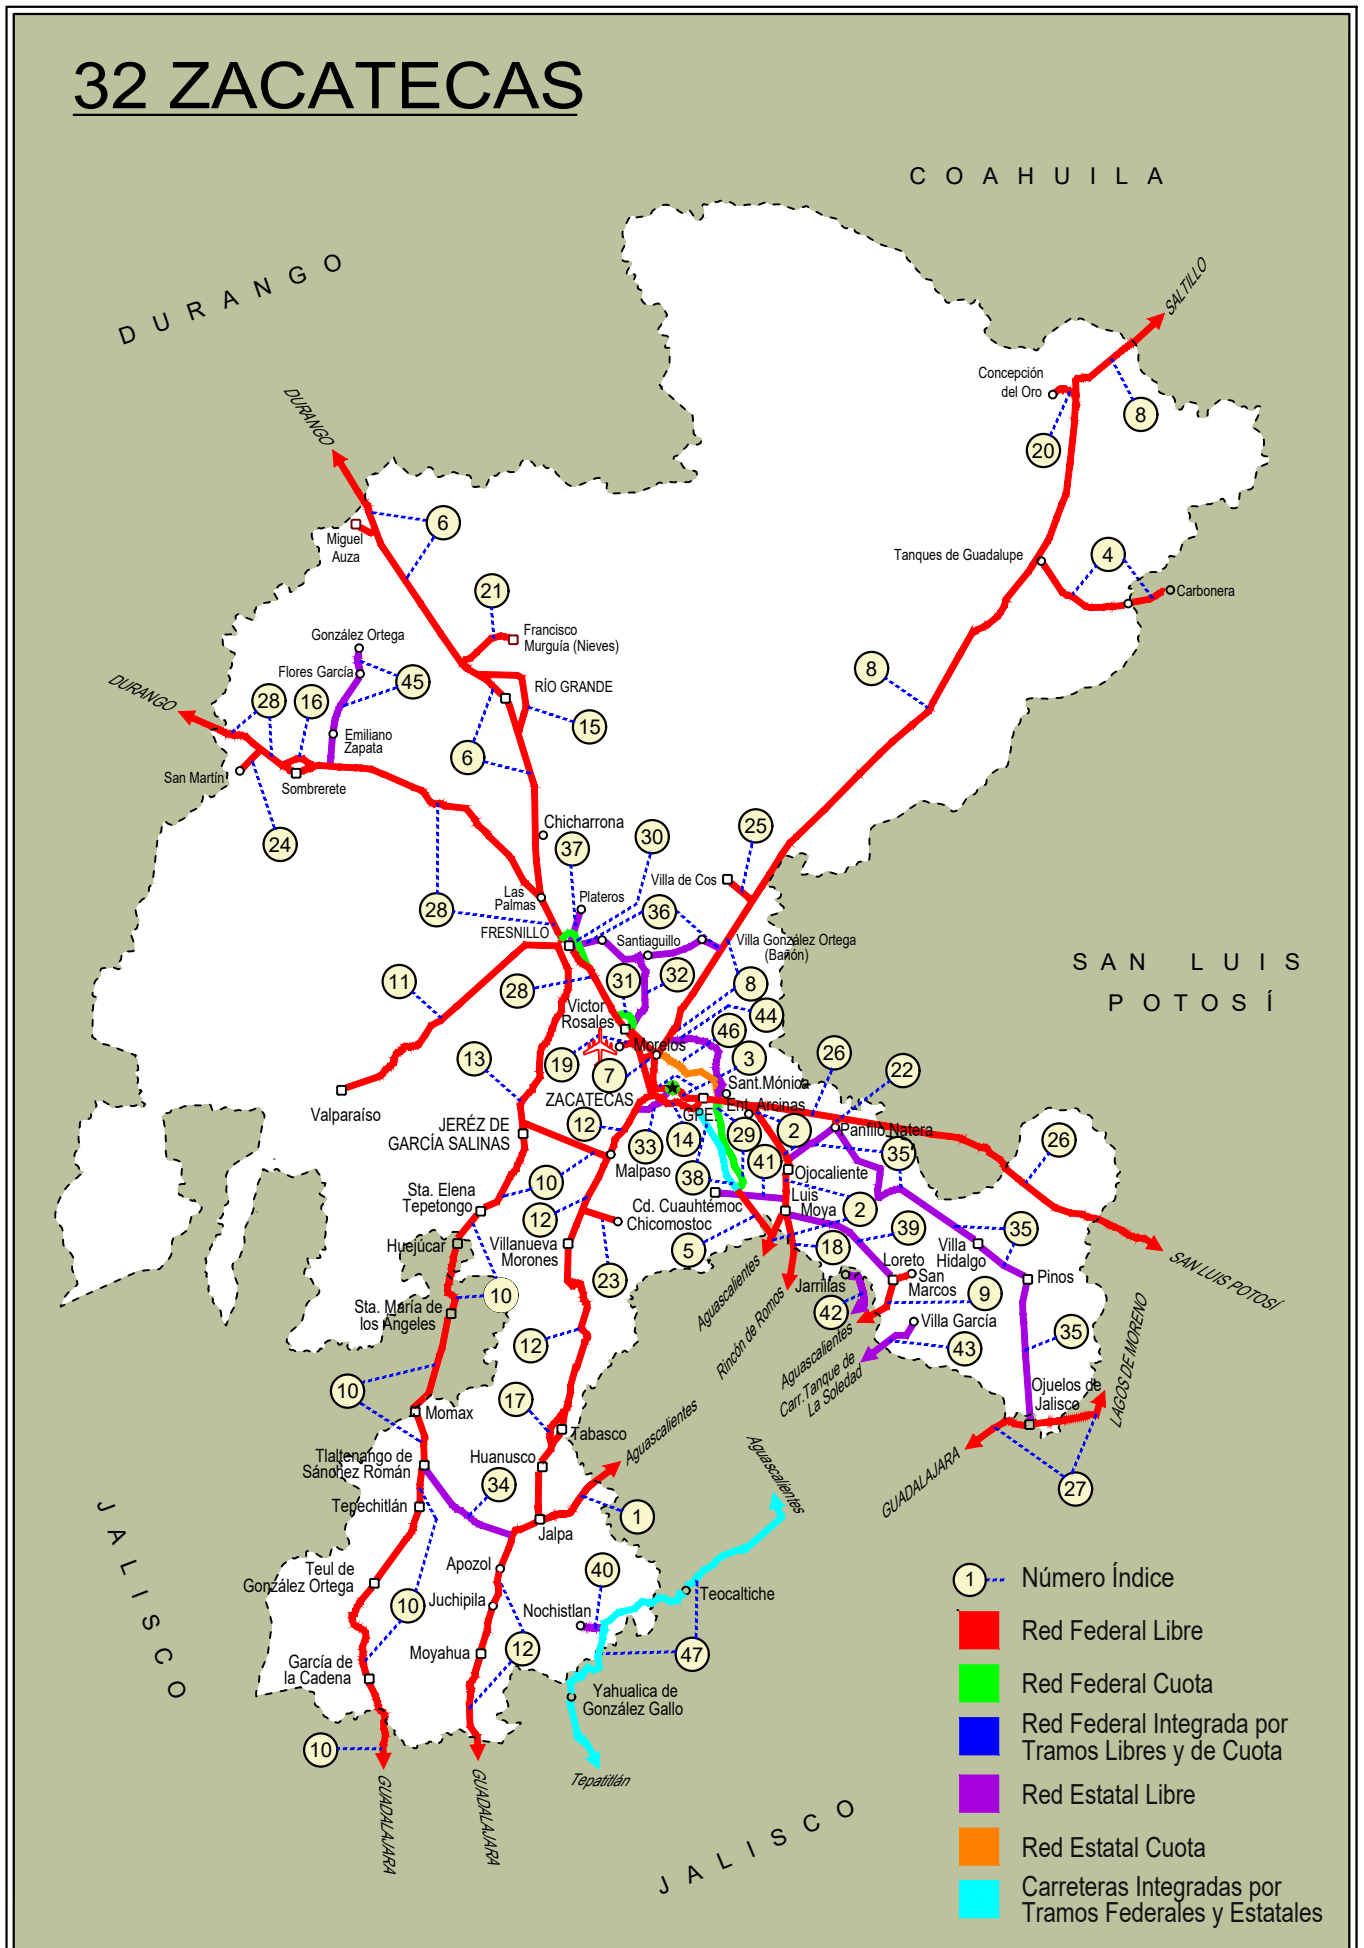 32 ZACATECAS
COAHUILA
DURANGO
SALTILLO
Concepción
del Oro
8
20
DURANGO
6
Miguel
Auza
Tanques de Guadalupe
4
Carbonera
21
Francisco
Murguía (Nieves)
González Ortega
Flores García
45
8
DURANGO
28
16
RÍO GRANDE
15
Emiliano
Zapata
6
San Martín
Sombrerete
24
Chicharrona
37
30
25
Las
Palmas
Plateros
Villa de Cos
28
36
FRESNILLO
Santiaguillo
Villa González Ortega
(Bañón)
SAN LUIS
POTOSÍ
11
28
31
32
8
Victor
Rosales
44
46
Morelos
26
13
19
7
3
22
Valparaíso
ZACATECAS
Sant.Mónica
GPE.
Ent. Arcinas
JERÉZ DE
GARCÍA SALINAS
12
33
14
29
2
Panfilo Natera
26
35
Malpaso
41
Ojocaliente
38
10
Sta. Elena
Tepetongo
12
Cd. Cuauhtémoc
Luis
Moya
2
39
35
Chicomostoc
Huejúcar
Villanueva
Morones
5
18
Loreto
Villa
Hidalgo
SAN LUIS POTOSÍ
23
10
Jarrillas
San
Marcos
9
Pinos
Sta. María de
los Angeles
Aguascalientes
42
Villa García
35
Rincón de Romos
12
Aguascalientes
43
Carr.Tanque de
La Soledad
LAGOS DE MORENO
10
17
Ojuelos de
Jalisco
Momax
Tabasco
Aguascalientes
Aguascalientes
Tlaltenango de
Sánchez Román
Huanusco
GUADALAJARA
34
27
Tepechitlán
1
Jalpa
JALISCO
Apozol
40
Teul de
González Ortega
Juchipila
10
Nochistlan
Teocaltiche
12
Moyahua
47
García de
la Cadena
Yahualica de
González Gallo
10
GUADALAJARA
GUADALAJARA
Tepatitlán
JALISCO
1
Número Índice
Red Federal Libre
Red Federal Cuota
Red Federal Integrada por
Tramos Libres y de Cuota
Red Estatal Libre
Red Estatal Cuota
Carreteras Integradas por
Tramos Federales y Estatales